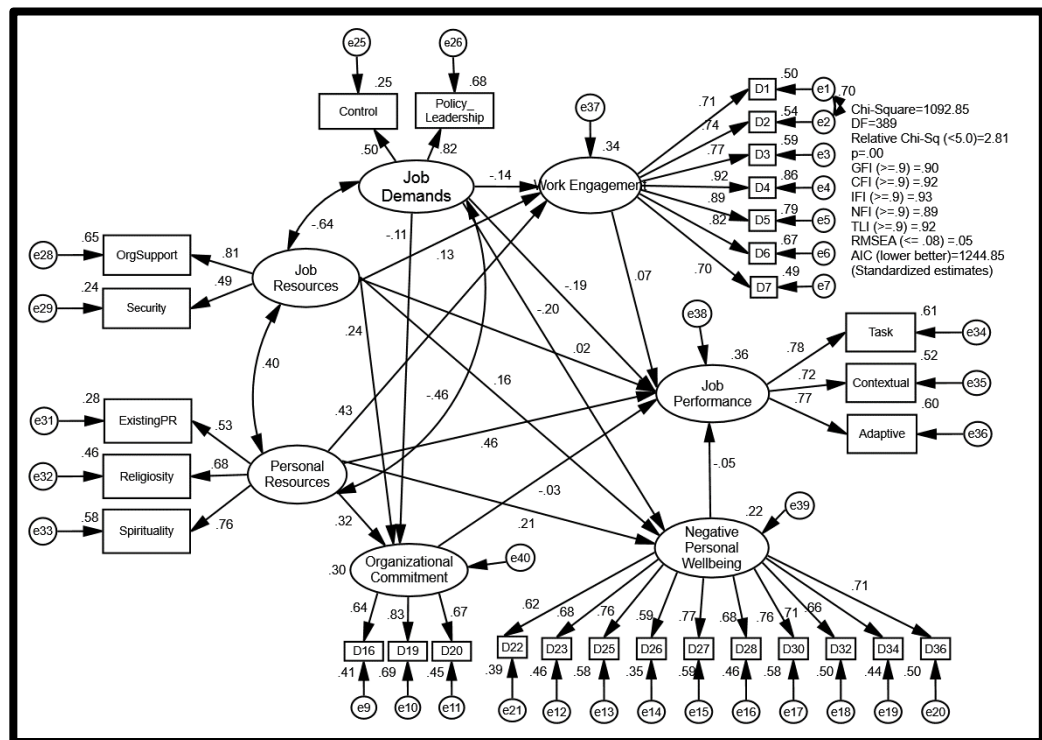 e25
e26
.25
.68
Control
Policy_
Leadership
.50
.82
Job
Demands
e37
.34
Work Engagement
-.14
-.11
.13
-.64
.71
.74
.77
.92
.89
.82
.70
D1
.50
e1
.70
D2
.54
e2
D3
.59
e3
D4
.86
e4
D5
.79
e5
D6
.67
e6
D7
.49
e7
Chi-Square=1092.85
DF=389
Relative Chi-Sq (<5.0)=2.81
p=.00
GFI (>=.9) =.90
CFI (>=.9) =.92
IFI (>=.9) =.93
NFI (>=.9) =.89
TLI (>=.9) =.92
RMSEA (<= .08) =.05
AIC (lower better)=1244.85
(Standardized estimates)
e28
.65
OrgSupport
.81
e29
.24
Security
.49
Job
Resources
-.19
-.20
.07
.24
.02
.16
.40
-.46
.43
.46
-.03
.21
.32
e38
.36
Job
Performance
.78
.72
.77
Task
.61
e34
Contextual
.52
e35
Adaptive
.60
e36
-.05
e31
.28
ExistingPR
.53
e32
.46
Religiosity
.68
e33
.58
Spirituality
.76
Personal
Resources
.30
Organizational
Commitment
e40
.22
e39
Negative
Personal
Wellbeing
.64
.83
.67
D16
D19
D20
.41
.69
.45
e9
e10
e11
.62
.68
.76
.59
.77
.68
.76
.71
.66
.71
D22
D23
D25
D26
D27
D28
D30
D32
D34
D36
.39
.46
.58
.35
.59
.46
.58
.50
.44
.50
e21
e12
e13
e14
e15
e16
e17
e18
e19
e20